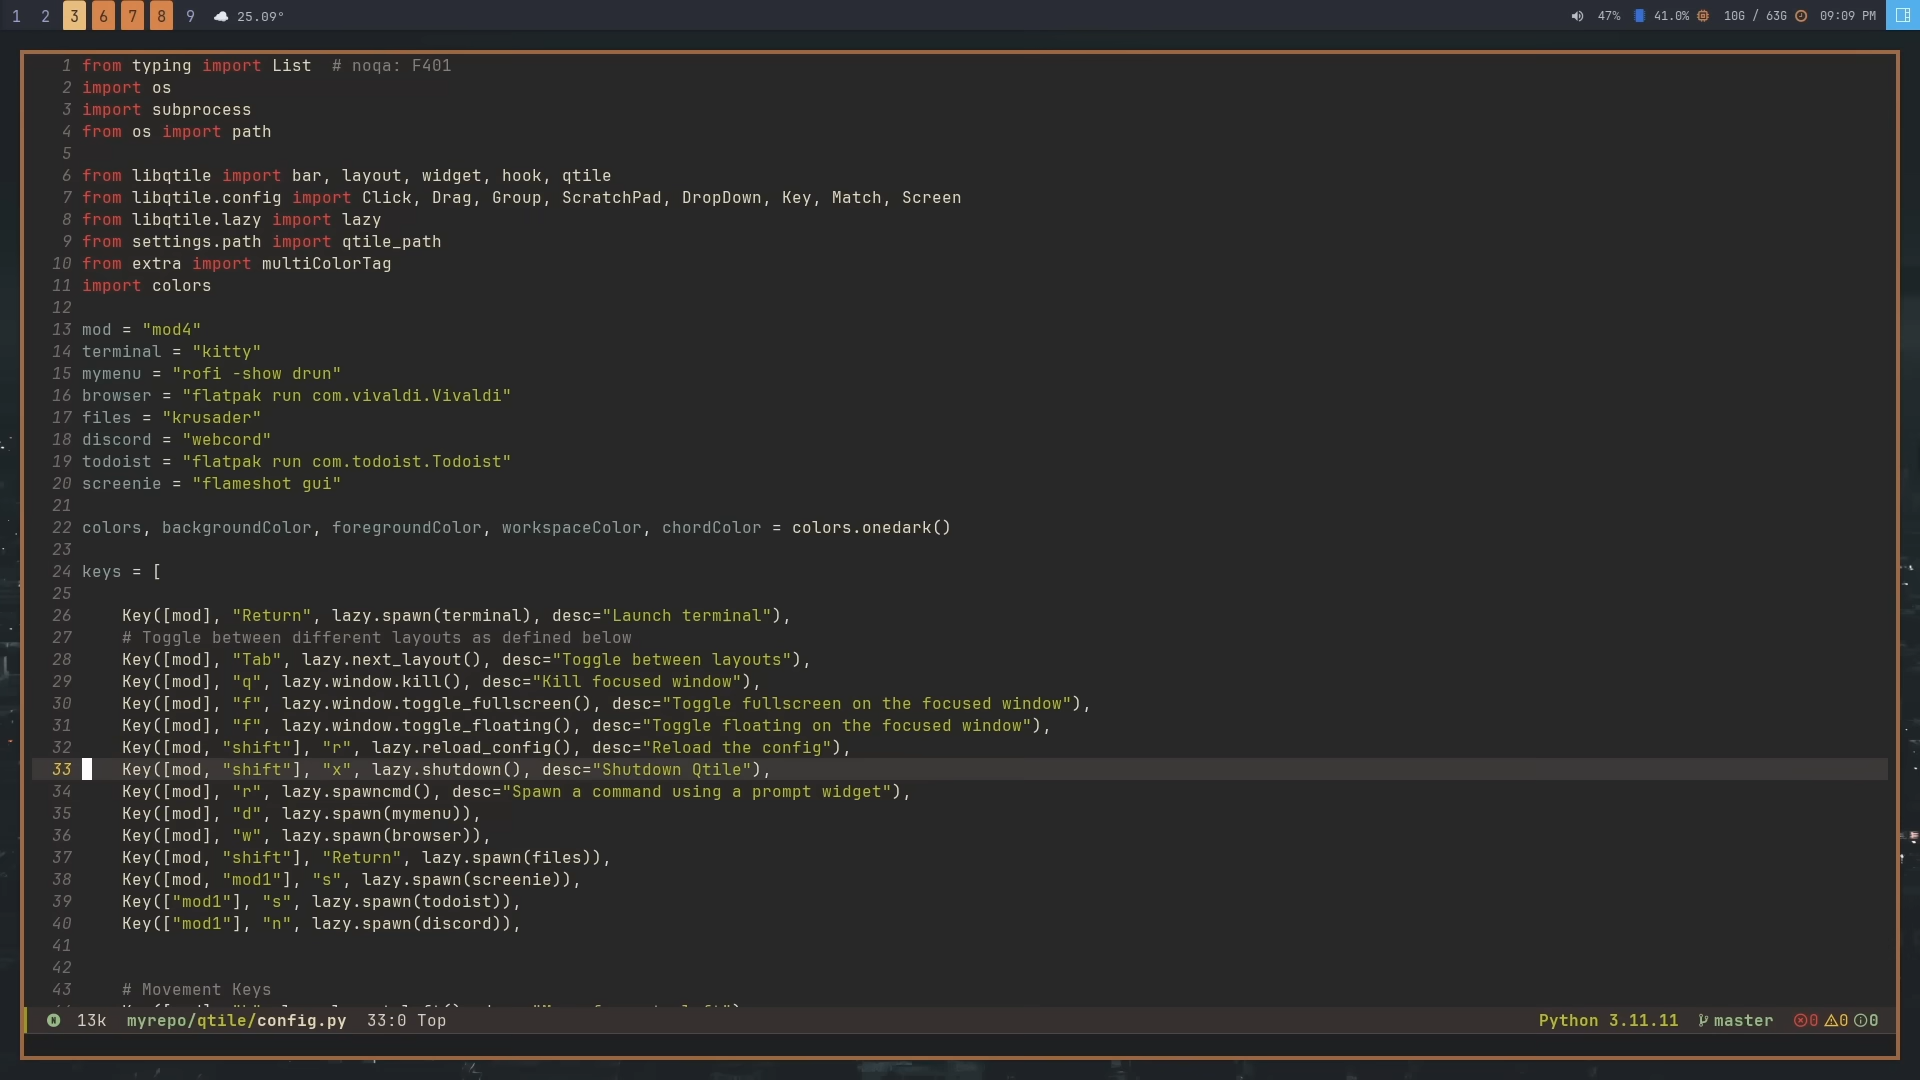 1 2 3 6 7 8 9 25.09° 47% 41.0% 10G / 63G 09:09 PM
1 from typing import List  # noqa: F401
2 import os
3 import subprocess
4 from os import path
5
6 from libqtile import bar, layout, widget, hook, qtile
7 from libqtile.config import Click, Drag, Group, ScratchPad, DropDown, Key, Match, Screen
8 from libqtile.lazy import lazy
9 from settings.path import qtile_path
10 from extra import multiColorTag
11 import colors
12
13 mod = "mod4"
14 terminal = "kitty"
15 mymenu = "rofi -show drun"
16 browser = "flatpak run com.vivaldi.Vivaldi"
17 files = "krusader"
18 discord = "webcord"
19 todoist = "flatpak run com.todoist.Todoist"
20 screenie = "flameshot gui"
21
22 colors, backgroundColor, foregroundColor, workspaceColor, chordColor = colors.onedark()
23
24 keys = [
25
26     Key([mod], "Return", lazy.spawn(terminal), desc="Launch terminal"),
27     # Toggle between different layouts as defined below
28     Key([mod], "Tab", lazy.next_layout(), desc="Toggle between layouts"),
29     Key([mod], "q", lazy.window.kill(), desc="Kill focused window"),
30     Key([mod], "f", lazy.window.toggle_fullscreen(), desc="Toggle fullscreen on the focused window"),
31     Key([mod], "f", lazy.window.toggle_floating(), desc="Toggle floating on the focused window"),
32     Key([mod, "shift"], "r", lazy.reload_config(), desc="Reload the config"),
33     Key([mod, "shift"], "x", lazy.shutdown(), desc="Shutdown Qtile"),
34     Key([mod], "r", lazy.spawncmd(), desc="Spawn a command using a prompt widget"),
35     Key([mod], "d", lazy.spawn(mymenu)),
36     Key([mod], "w", lazy.spawn(browser)),
37     Key([mod, "shift"], "Return", lazy.spawn(files)),
38     Key([mod, "mod1"], "s", lazy.spawn(screenie)),
39     Key(["mod1"], "s", lazy.spawn(todoist)),
40     Key(["mod1"], "n", lazy.spawn(discord)),
41
42
43     # Movement Keys
N 13k myrepo/qtile/config.py 33:0 Top Python 3.11.11 master 0 0 0